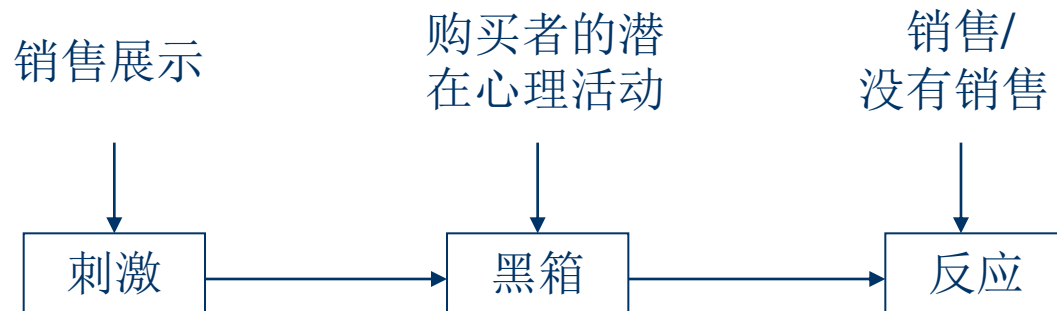 销售展示
购买者的潜
在心理活动
销售/
没有销售
刺激
黑箱
反应